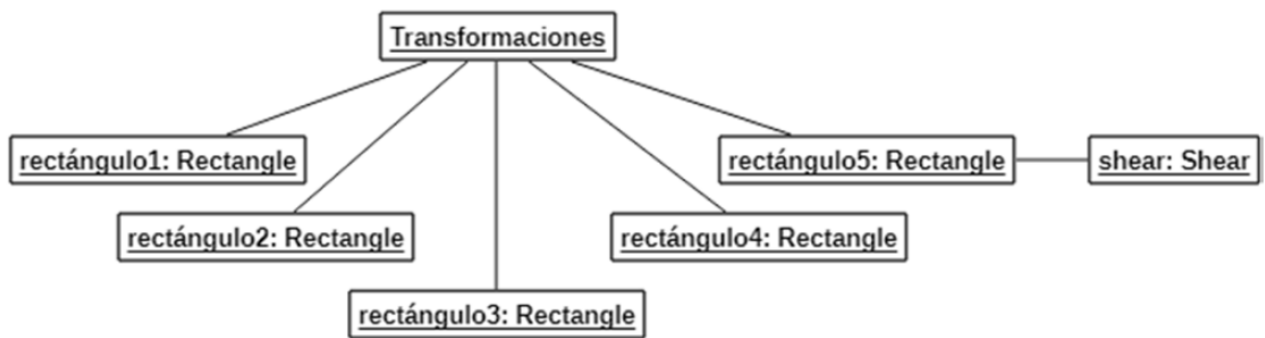 Transformaciones
rectángulo1: Rectangle
rectángulo5: Rectangle
shear: Shear
rectángulo2: Rectangle
rectángulo4: Rectangle
rectángulo3: Rectangle